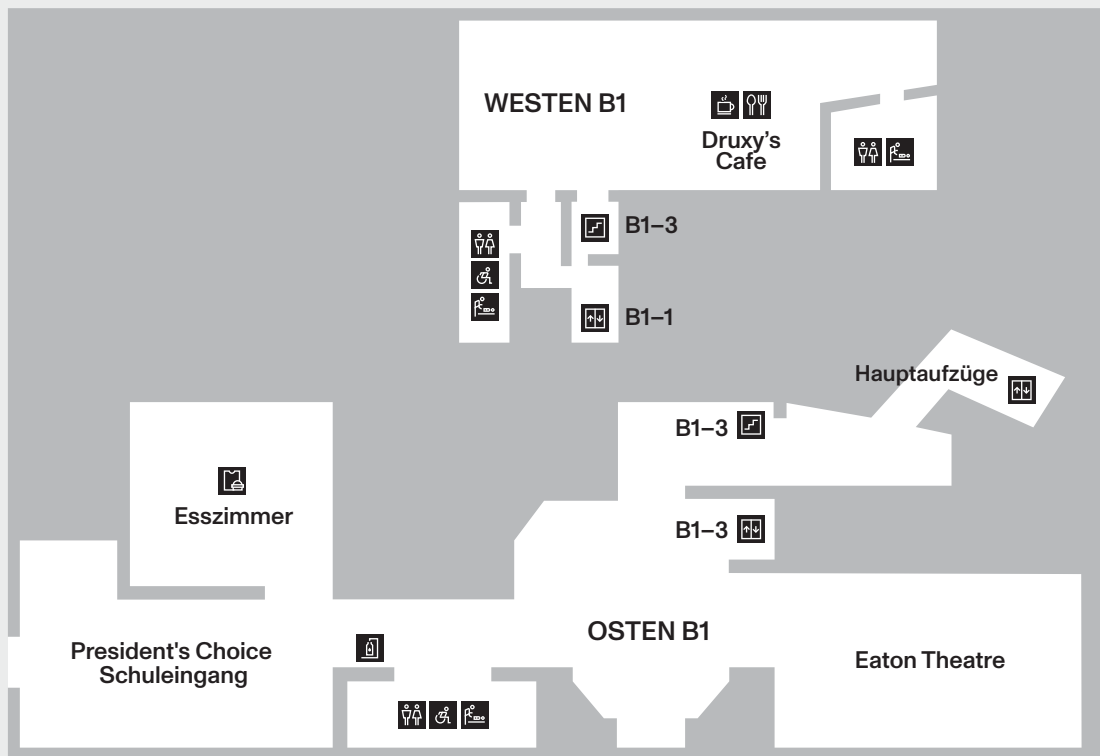 WESTEN B1
Druxy’s
Cafe
B1–3
B1–1
Hauptaufzüge
B1–3
Esszimmer
B1–3
OSTEN B1
President's Choice
Schuleingang
Eaton Theatre